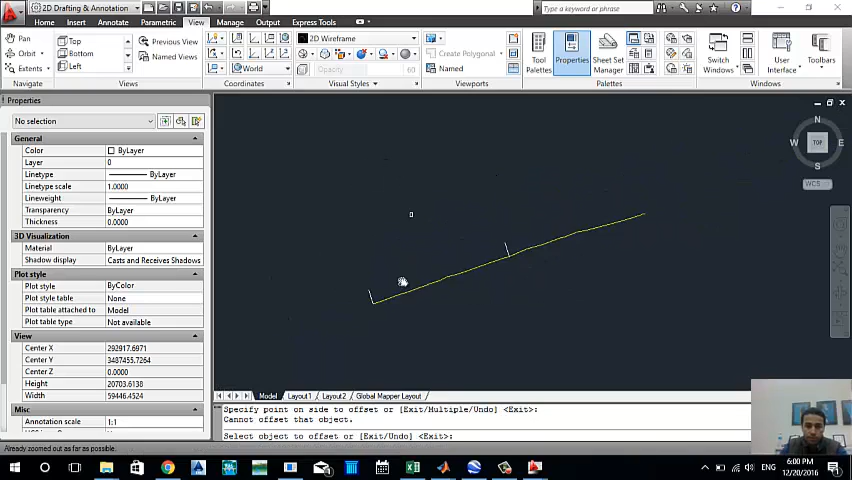 2D Drafting & Annotation
Type a keyword or phrase
Home Insert Annotate Parametric View Manage Output Express Tools
Pan Top Previous View 2D Wireframe Create Polygonal
Orbit Bottom Named Views Opacity 60 Named
Extents Left World
Tool Palettes Properties Sheet Set Manager Switch Windows User Interface Toolbars
Navigate Views Coordinates Visual Styles Viewports Palettes Windows
Properties
No selection
General
Color ByLayer
Layer 0
Linetype ByLayer
Linetype scale 1.0000
Lineweight ByLayer
Transparency ByLayer
Thickness 0.0000
3D Visualization
Material ByLayer
Shadow display Casts and Receives Shadows
Plot style
Plot style ByColor
Plot style table None
Plot table attached to Model
Plot table type Not available
View
Center X 292917.6971
Center Y 3487455.7264
Center Z 0.0000
Height 20703.6138
Width 59446.4524
Misc
Annotation scale 1:1
N
W TOP E
S
WCS
Model Layout1 Layout2 Global Mapper Layout
Specify point on side to offset or [Exit/Multiple/Undo] <Exit>:
Cannot offset that object.
Select object to offset or [Exit/Undo] <Exit>:
Already zoomed out as far as possible.
ENG
6:00 PM
12/20/2016